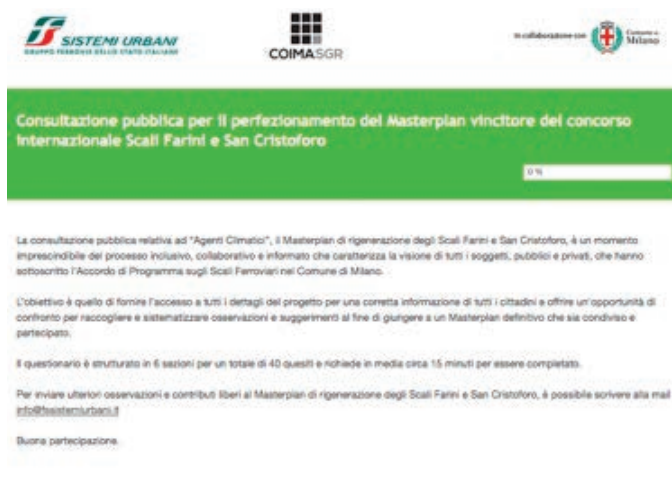 SISTEMI URBANI
GRUPPO FERROVIE DELLO STATO ITALIANE
COIMASGR
in collaborazione con
Comune di
Milano
Consultazione pubblica per il perfezionamento del Masterplan vincitore del concorso
internazionale Scali Farini e San Cristoforo
0 %
La consultazione pubblica relativa ad "Agenti Climatici", il Masterplan di rigenerazione degli Scali Farini e San Cristoforo, è un momento
imprescindibile del processo inclusivo, collaborativo e informato che caratterizza la visione di tutti i soggetti, pubblici e privati, che hanno
sottoscritto l'Accordo di Programma sugli Scali Ferroviari nel Comune di Milano.
L'obiettivo è quello di fornire l'accesso a tutti i dettagli del progetto per una corretta informazione di tutti i cittadini e offrire un'opportunità di
confronto per raccogliere e sistematizzare osservazioni e suggerimenti al fine di giungere a un Masterplan definitivo che sia condiviso e
partecipato.
Il questionario è strutturato in 6 sezioni per un totale di 40 quesiti e richiede in media circa 15 minuti per essere completato.
Per inviare ulteriori osservazioni e contributi liberi al Masterplan di rigenerazione degli Scali Farini e San Cristoforo, è possibile scrivere alla mail
info@fssistemiurbani.it
Buona partecipazione.